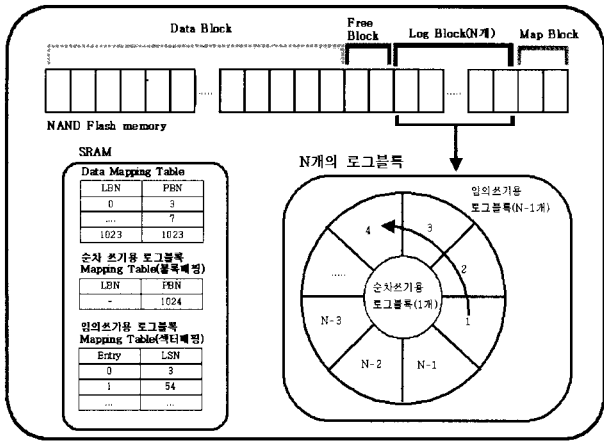 Data Block
Free
Block
Log Block(N개)
Map Block
.....
.....
NAND Flash memory
SRAM
Data Mapping Table
LBN PBN
0 3
.... 7
1023 1023
순차 쓰기용 로그블록
Mapping Table(블록매핑)
LBN PBN
- 1024
임의쓰기용 로그블록
Mapping Table(섹터매핑)
Entry LSN
0 3
1 54
... ...
N개의 로그블록
임의쓰기용
로그블록(N-1개)
4
3
2
1
.....
순차쓰기용
로그블록(1개)
N-3
N-2
N-1